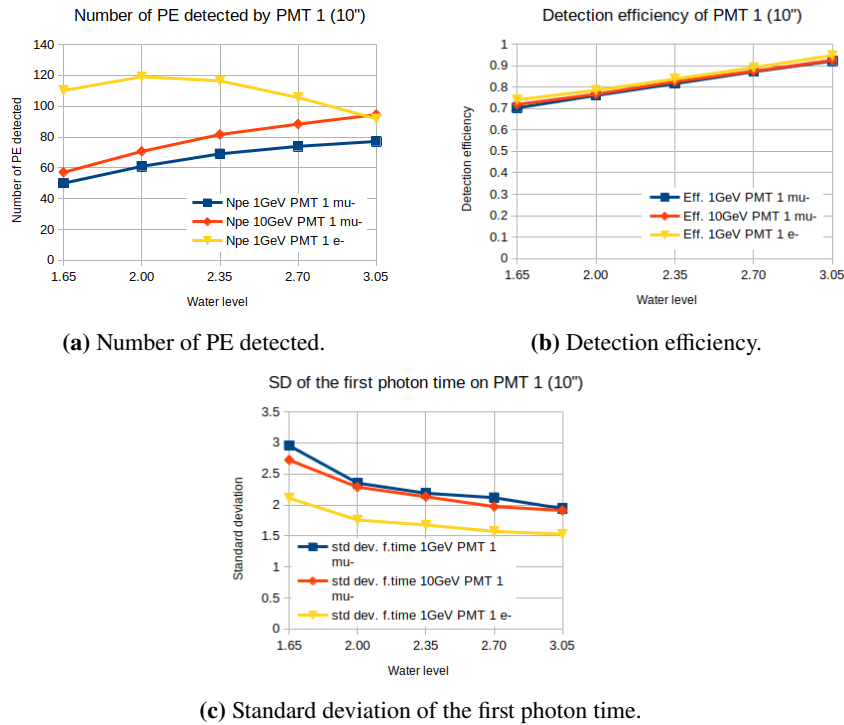 Number of PE detected by PMT 1 (10")
Number of PE detected
140
120
100
80
60
40
20
0
Npe 1GeV PMT 1 mu-
Npe 10GeV PMT 1 mu-
Npe 1GeV PMT 1 e-
1.65 2.00 2.35 2.70 3.05
Water level
(a) Number of PE detected.
Detection efficiency of PMT 1 (10")
Detection efficiency
1
0.9
0.8
0.7
0.6
0.5
0.4
0.3
0.2
0.1
0
Eff. 1GeV PMT 1 mu-
Eff. 10GeV PMT 1 mu-
Eff. 1GeV PMT 1 e-
1.65 2.00 2.35 2.70 3.05
Water level
(b) Detection efficiency.
SD of the first photon time on PMT 1 (10")
Standard deviation
3.5
3
2.5
2
1.5
1
0.5
0
std dev. f.time 1GeV PMT 1
mu-
std dev. f.time 10GeV PMT 1
mu-
std dev. f.time 1GeV PMT 1 e-
1.65 2.00 2.35 2.70 3.05
Water level
(c) Standard deviation of the first photon time.